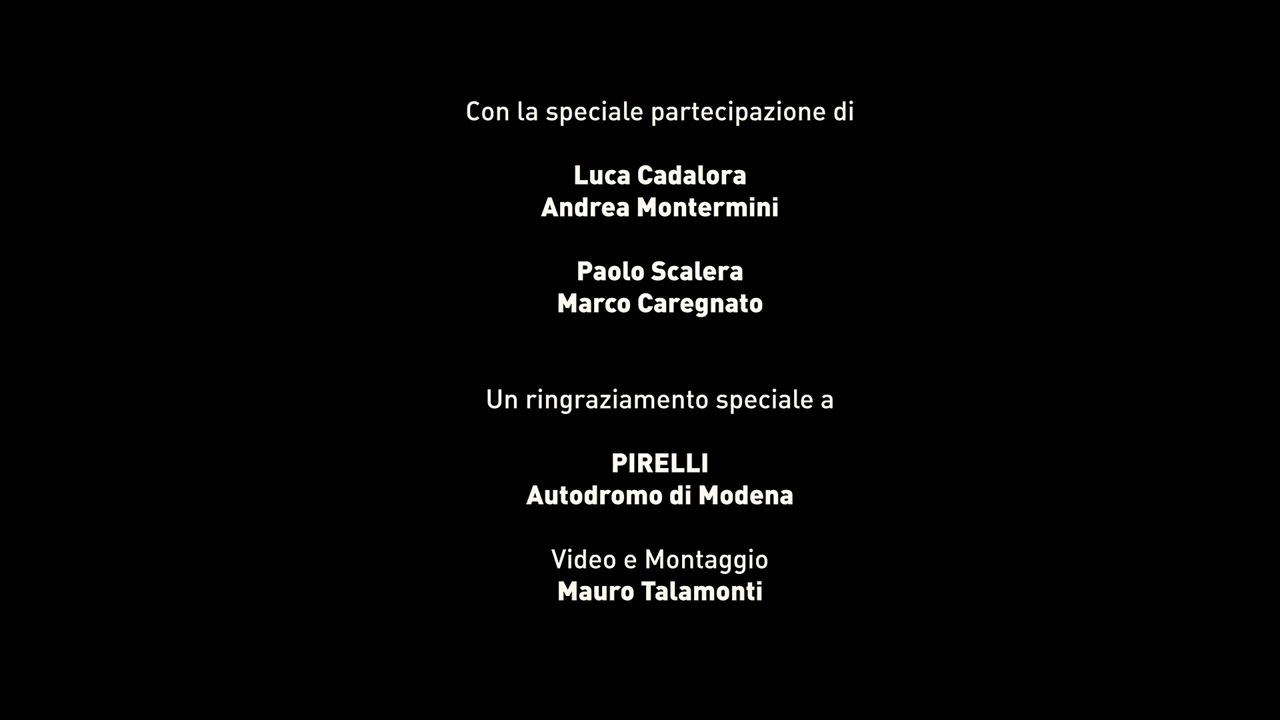 Con la speciale partecipazione di
Luca Cadalora
Andrea Montermini
Paolo Scalera
Marco Caregnato
Un ringraziamento speciale a
PIRELLI
Autodromo di Modena
Video e Montaggio
Mauro Talamonti